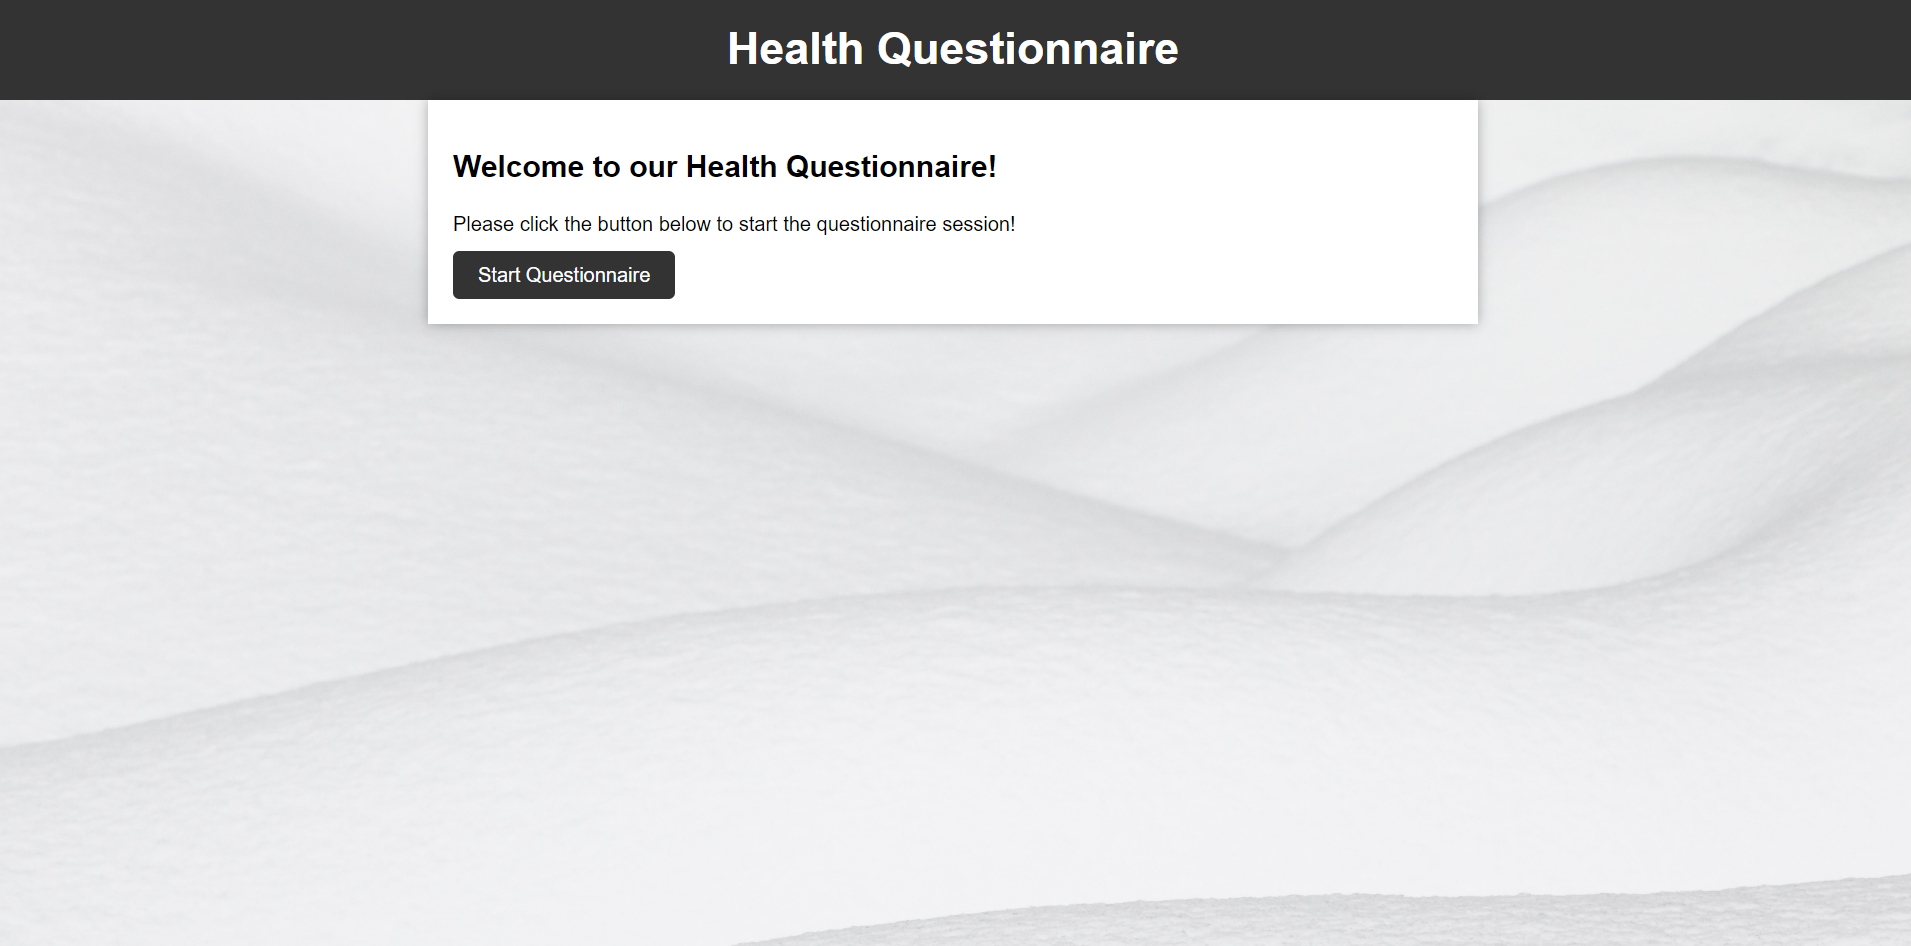 Health Questionnaire
Welcome to our Health Questionnaire!
Please click the button below to start the questionnaire session!
Start Questionnaire